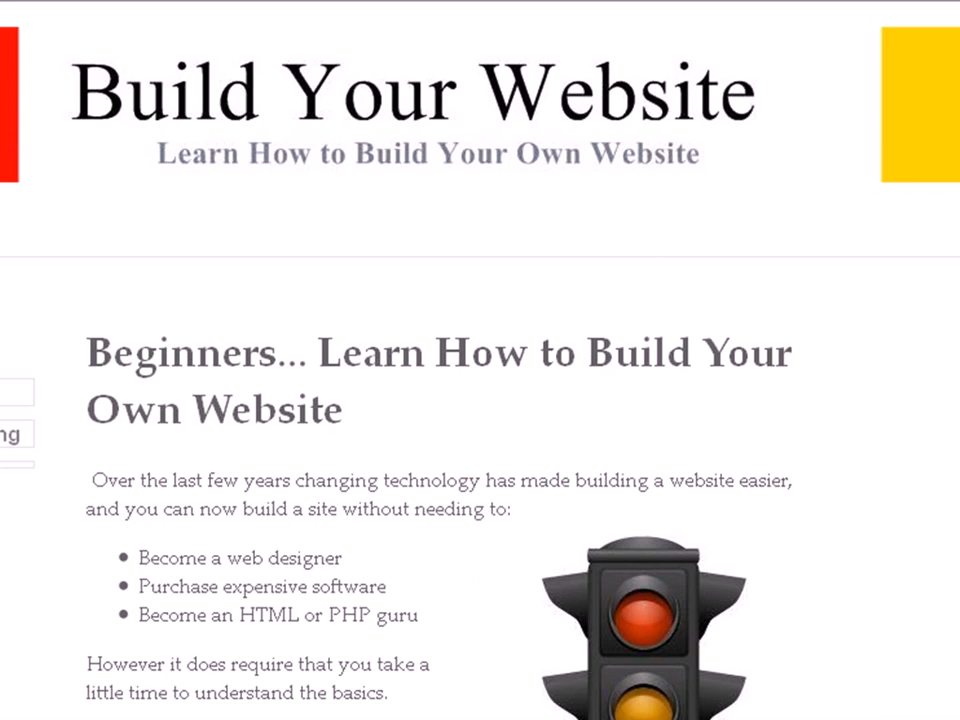 Build Your Website
Learn How to Build Your Own Website
Beginners... Learn How to Build Your
Own Website
ng
Over the last few years changing technology has made building a website easier,
and you can now build a site without needing to:
Become a web designer
Purchase expensive software
Become an HTML or PHP guru
However it does require that you take a
little time to understand the basics.